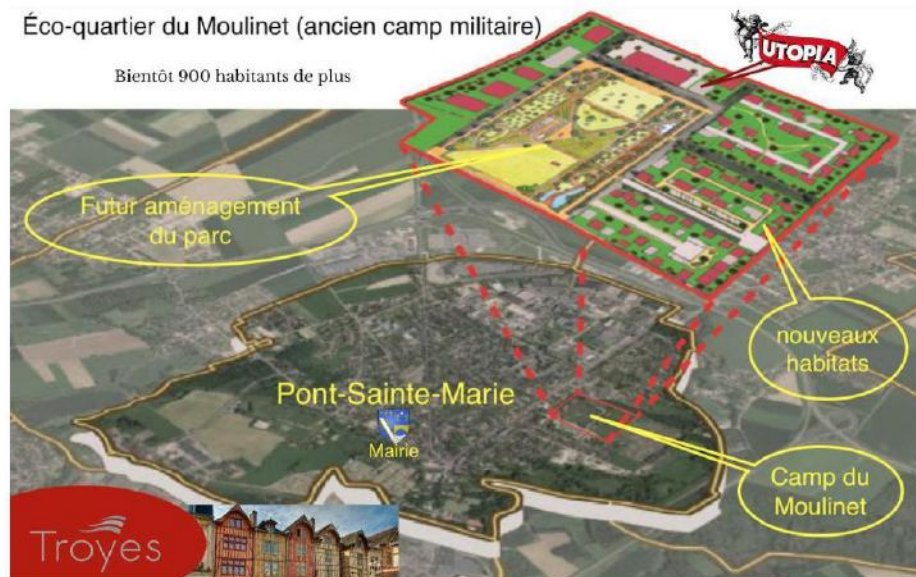 Éco-quartier du Moulinet (ancien camp militaire)
Bientôt 900 habitants de plus
UTOPIA
Futur aménagement
du parc
nouveaux
habitats
Pont-Sainte-Marie
Mairie
Camp du
Moulinet
Troyes